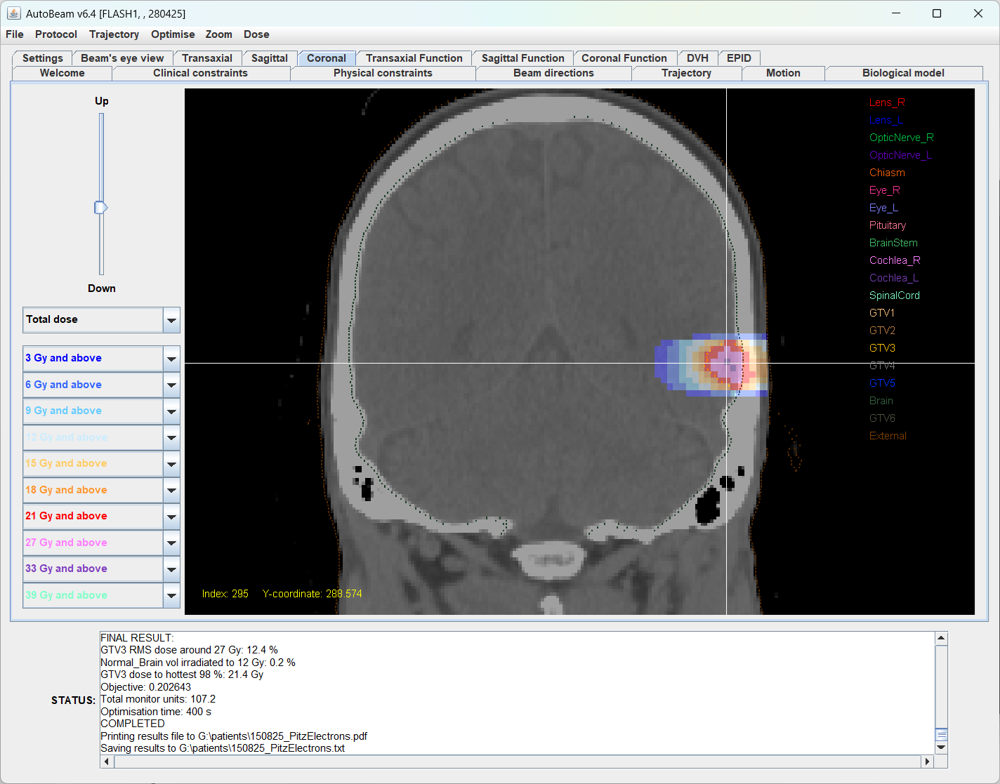 AutoBeam v6.4 [FLASH1, , 280425]
File Protocol Trajectory Optimise Zoom Dose
Settings Beam's eye view Transaxial Sagittal Coronal Transaxial Function Sagittal Function Coronal Function DVH EPID
Welcome Clinical constraints Physical constraints Beam directions Trajectory Motion Biological model
Up
Down
Total dose
3 Gy and above
6 Gy and above
9 Gy and above
12 Gy and above
15 Gy and above
18 Gy and above
21 Gy and above
27 Gy and above
33 Gy and above
39 Gy and above
Lens_R
Lens_L
OpticNerve_R
OpticNerve_L
Chiasm
Eye_R
Eye_L
Pituitary
BrainStem
Cochlea_R
Cochlea_L
SpinalCord
GTV1
GTV2
GTV3
GTV4
GTV5
Brain
GTV6
External
Index: 295 Y-coordinate: 288.574
STATUS:
FINAL RESULT:
GTV3 RMS dose around 27 Gy: 12.4 %
Normal_Brain vol irradiated to 12 Gy: 0.2 %
GTV3 dose to hottest 98 %: 21.4 Gy
Objective: 0.202643
Total monitor units: 107.2
Optimisation time: 400 s
COMPLETED
Printing results file to G:\patients\150825_PitzElectrons.pdf
Saving results to G:\patients\150825_PitzElectrons.txt